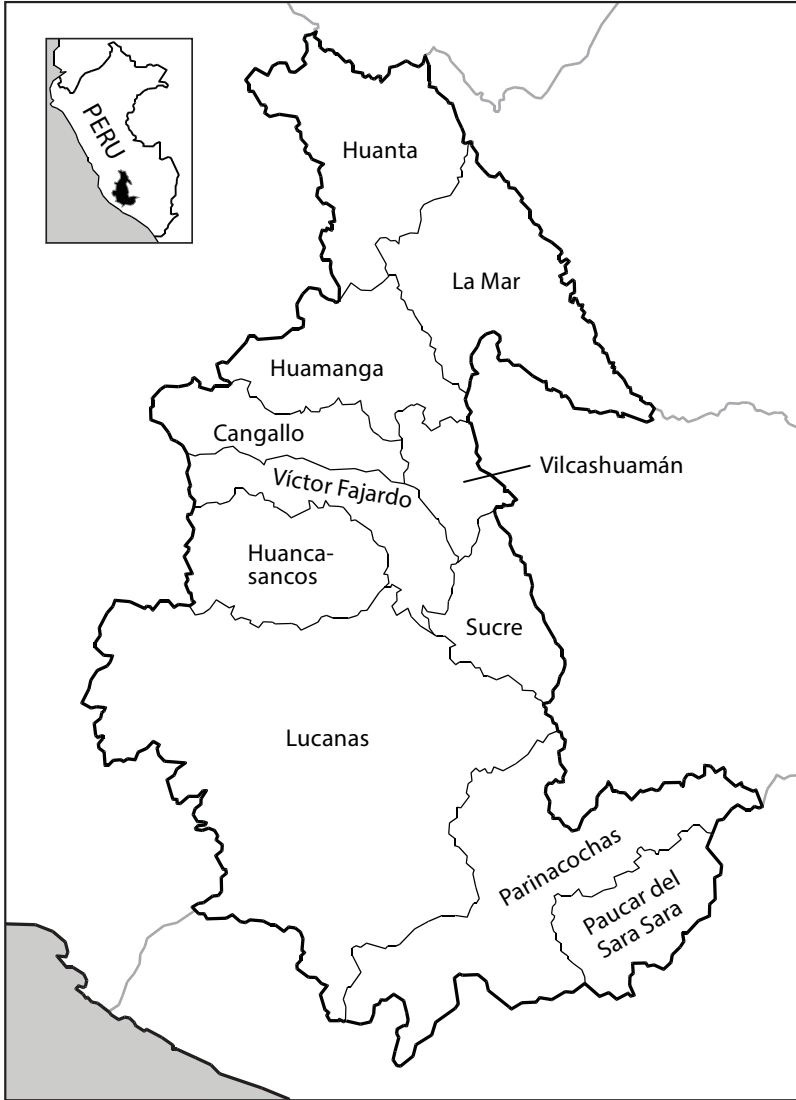 PERU
Huanta
La Mar
Huamanga
Cangallo
Vilcashuamán
Víctor Fajardo
Huanca-
sancos
Sucre
Lucanas
Parinacochas
Paucar del
Sara Sara